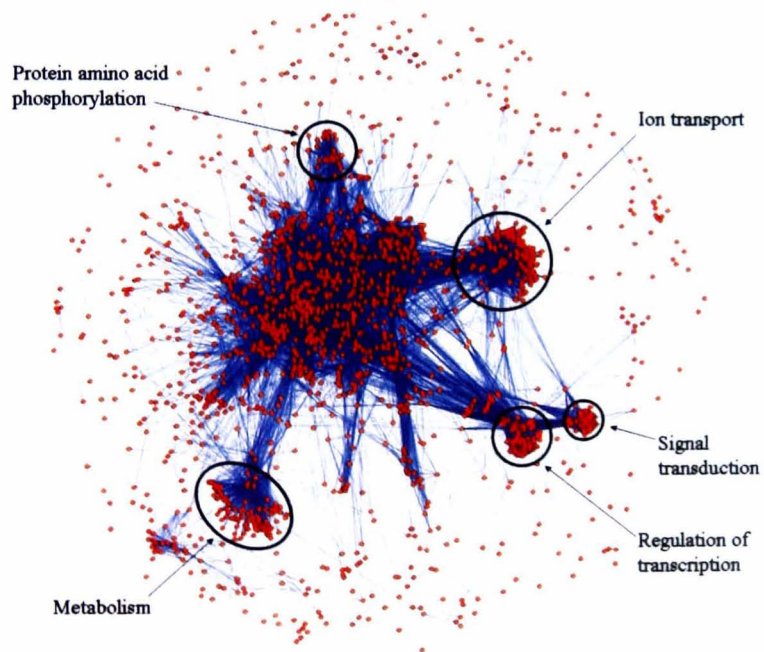 Protein amino acid
phosphorylation
Ion transport
Signal
transduction
Regulation of
transcription
Metabolism